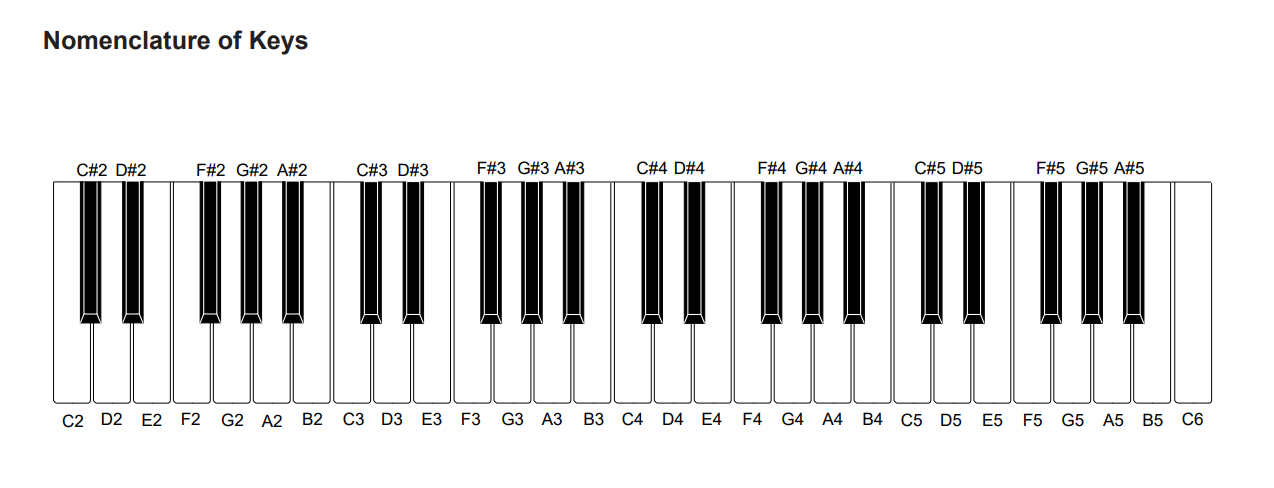 Nomenclature of Keys
C#2 D#2 F#2 G#2 A#2 C#3 D#3 F#3 G#3 A#3 C#4 D#4 F#4 G#4 A#4 C#5 D#5 F#5 G#5 A#5
C2 D2 E2 F2 G2 A2 B2 C3 D3 E3 F3 G3 A3 B3 C4 D4 E4 F4 G4 A4 B4 C5 D5 E5 F5 G5 A5 B5 C6